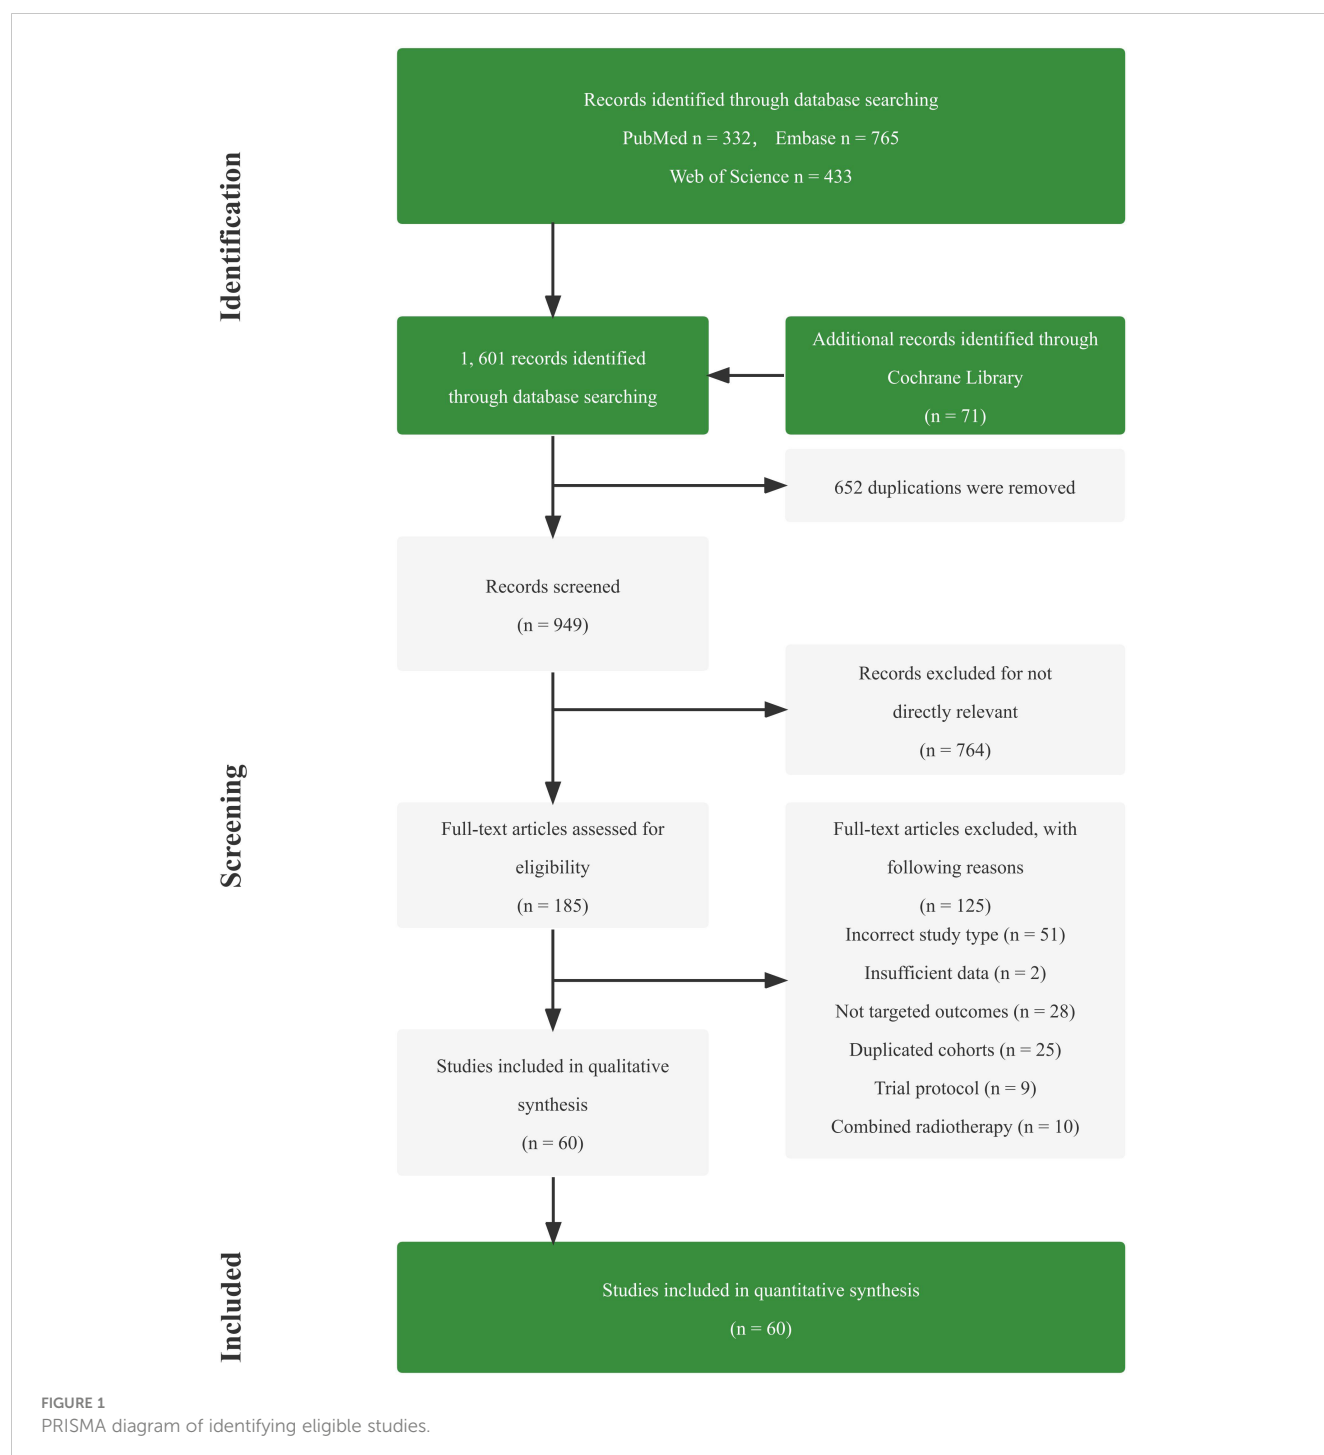 Identification
Records identified through database searching
PubMed n = 332,   Embase n = 765
Web of Science n = 433
1, 601 records identified
through database searching
Additional records identified through
Cochrane Library
(n = 71)
652 duplications were removed
Screening
Records screened
(n = 949)
Records excluded for not
directly relevant
(n = 764)
Full-text articles assessed for
eligibility
(n = 185)
Full-text articles excluded, with
following reasons
(n = 125)
Incorrect study type (n = 51)
Insufficient data (n = 2)
Not targeted outcomes (n = 28)
Duplicated cohorts (n = 25)
Trial protocol (n = 9)
Combined radiotherapy (n = 10)
Studies included in qualitative
synthesis
(n = 60)
Included
Studies included in quantitative synthesis
(n = 60)
FIGURE 1
PRISMA diagram of identifying eligible studies.